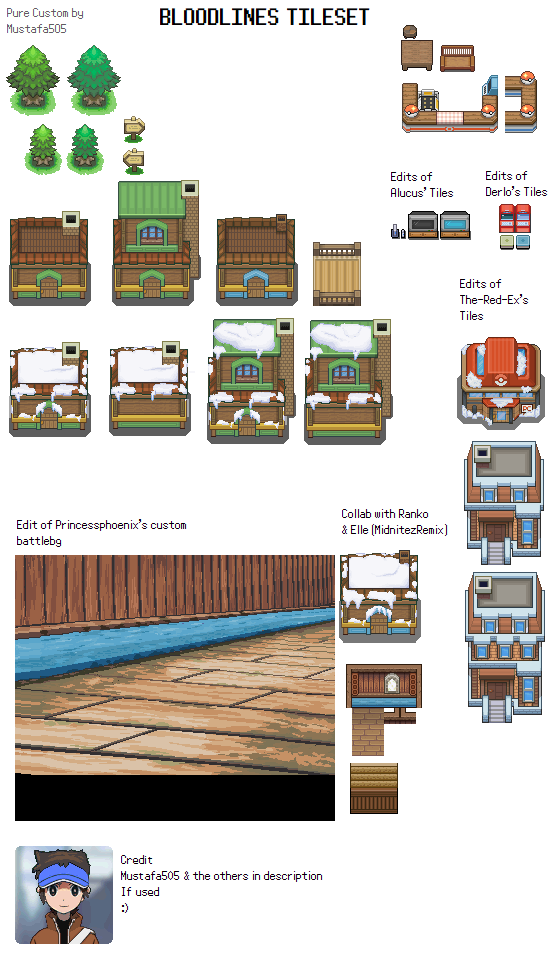 BLOODLINES TILESET
Pure Custom by
Mustafa505
Edits of
Alucus' Tiles
Edits of
Derlo's Tiles
Edits of
The-Red-Ex's
Tiles
PC
Edit of Princessphoenix's custom
battlebg
Collab with Ranko
& Elle (MidnitezRemix)
Credit
Mustafa505 & the others in description
If used
:)